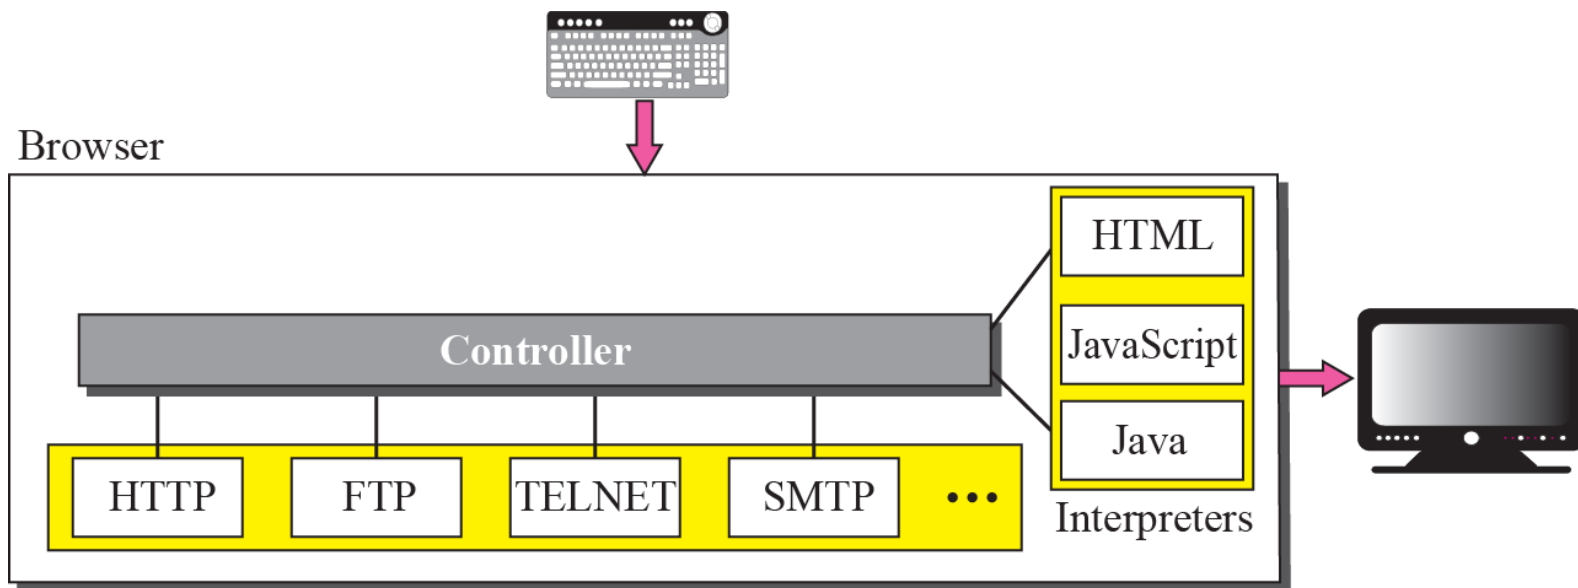 Browser
Controller
HTML
JavaScript
Java
Interpreters
HTTP
FTP
TELNET
SMTP
•••